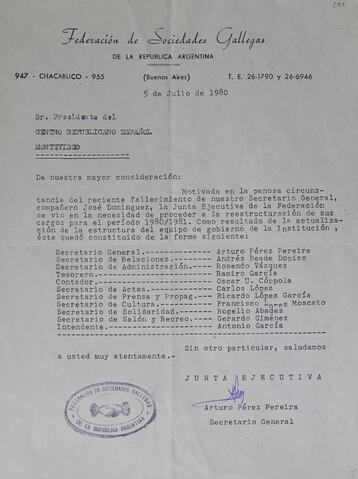 Federación de Sociedades Gallegas
DE LA REPUBLICA ARGENTINA
947 - CHACABUCO - 955 (Buenos Aires) T. E. 26-1790 y 26-6946
5 de Julio de 1980
Sr. Presidente del
CENTRO REPUBLICANO ESPAÑOL
MONTEVIDEO
De nuestra mayor consideración:
Motivada en la penosa circuns-
tancia del reciente fallecimiento de nuestro Secretario General,
compañero José Dominguez, la Junta Ejecutiva de la Federación
se vio en la necesidad de proceder a la reestructuración de sus
cargos para el período 1980/1981. Como resultado de la actualiza-
ción de la estructura del equipo de gobierno de la Institución,
éste quedó constituido de la forma siguiente:
Secretario General Arturo Pérez Pereira
Secretario de Relaciones Andrés Beade Dopico
Secretario de Administración Rosendo Vázquez
Tesorero Ramiro García
Contador Oscar U. Cóppola
Secretario de Actas Carlos López
Secretario de Prensa y Propag. Ricardo López García
Secretario de Cultura Francisco Moscato
Secretario de Solidaridad Rogelio Abades
Secretario de Salón y Recreo Gerardo Giménez
Intendente Antonio García
Sin otro particular, saludamos
a usted muy atentamente.-
JUNTA EJECUTIVA
Arturo Pérez Pereira
Secretario General
FEDERACION DE SOCIEDADES GALLEGAS
DE LA REPUBLICA ARGENTINA